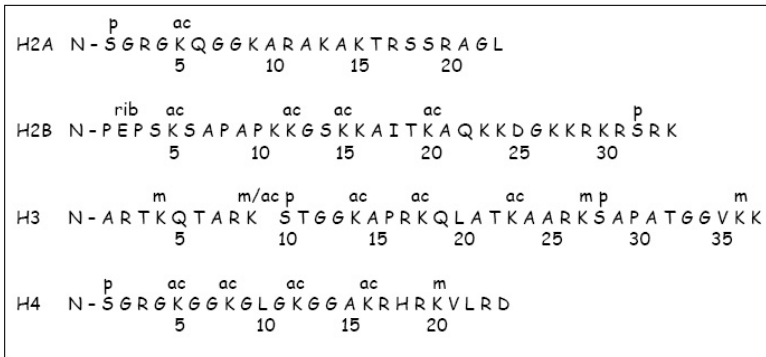 p ac
H2A N-SGRGKQGGKARAKAKTRSSRAGL
5 10 15 20
rib ac ac ac ac p
H2B N-PEPSKSAPAPKKGSKKAITKAQKKDGKKRKRSRK
5 10 15 20 25 30
m m/ac p ac ac ac m p m
H3 N-ARTKQTARK STGGKAPRKQLATKAARKSAPATGGVKK
5 10 15 20 25 30 35
p ac ac ac ac m
H4 N-SGRGKGGKGLGKGGAKRHRKVLRD
5 10 15 20